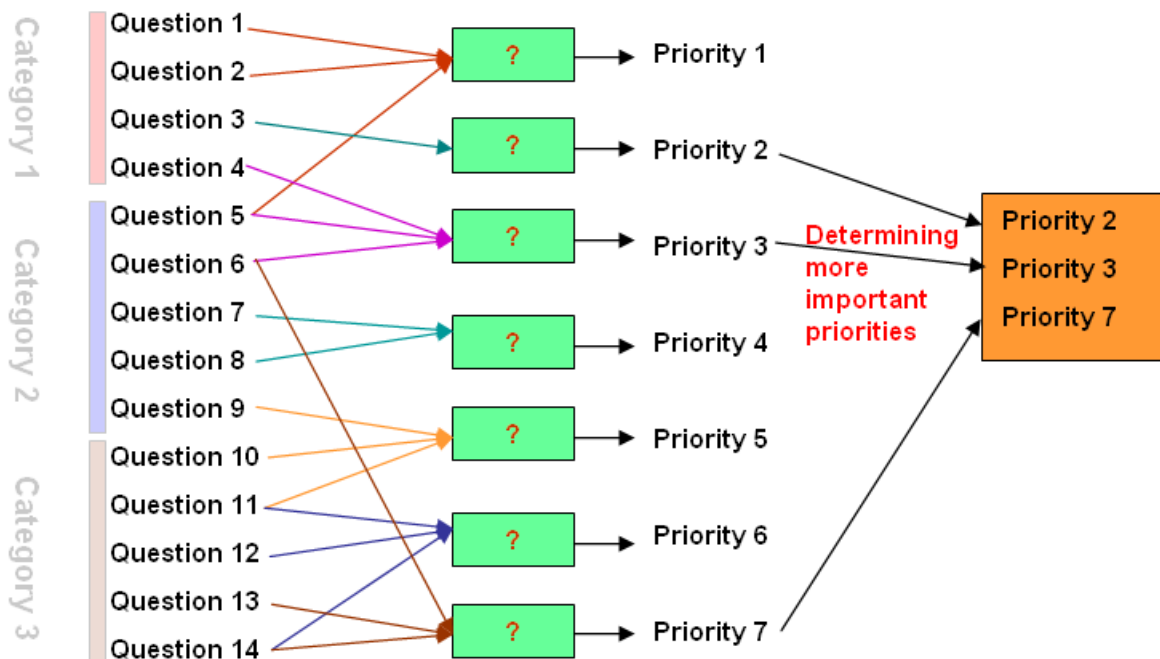 Category 1
Question 1
Question 2
Question 3
Question 4
Category 2
Question 5
Question 6
Question 7
Question 8
Question 9
Category 3
Question 10
Question 11
Question 12
Question 13
Question 14
?
?
?
?
?
?
?
Priority 1
Priority 2
Priority 3
Priority 4
Priority 5
Priority 6
Priority 7
Determining
more
important
priorities
Priority 2
Priority 3
Priority 7